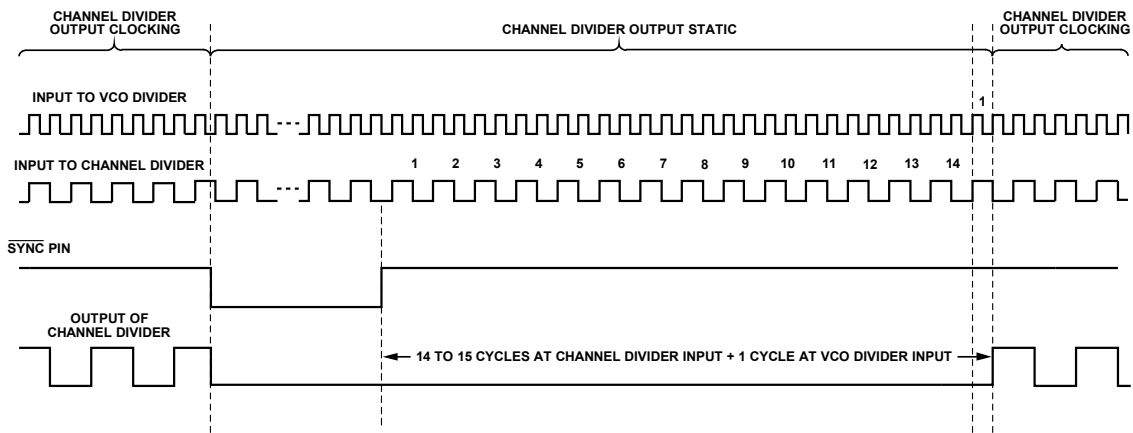 CHANNEL DIVIDER
OUTPUT CLOCKING
CHANNEL DIVIDER OUTPUT STATIC
CHANNEL DIVIDER
OUTPUT CLOCKING
INPUT TO VCO DIVIDER
1
INPUT TO CHANNEL DIVIDER
1 2 3 4 5 6 7 8 9 10 11 12 13 14
SYNC PIN
OUTPUT OF
CHANNEL DIVIDER
14 TO 15 CYCLES AT CHANNEL DIVIDER INPUT + 1 CYCLE AT VCO DIVIDER INPUT